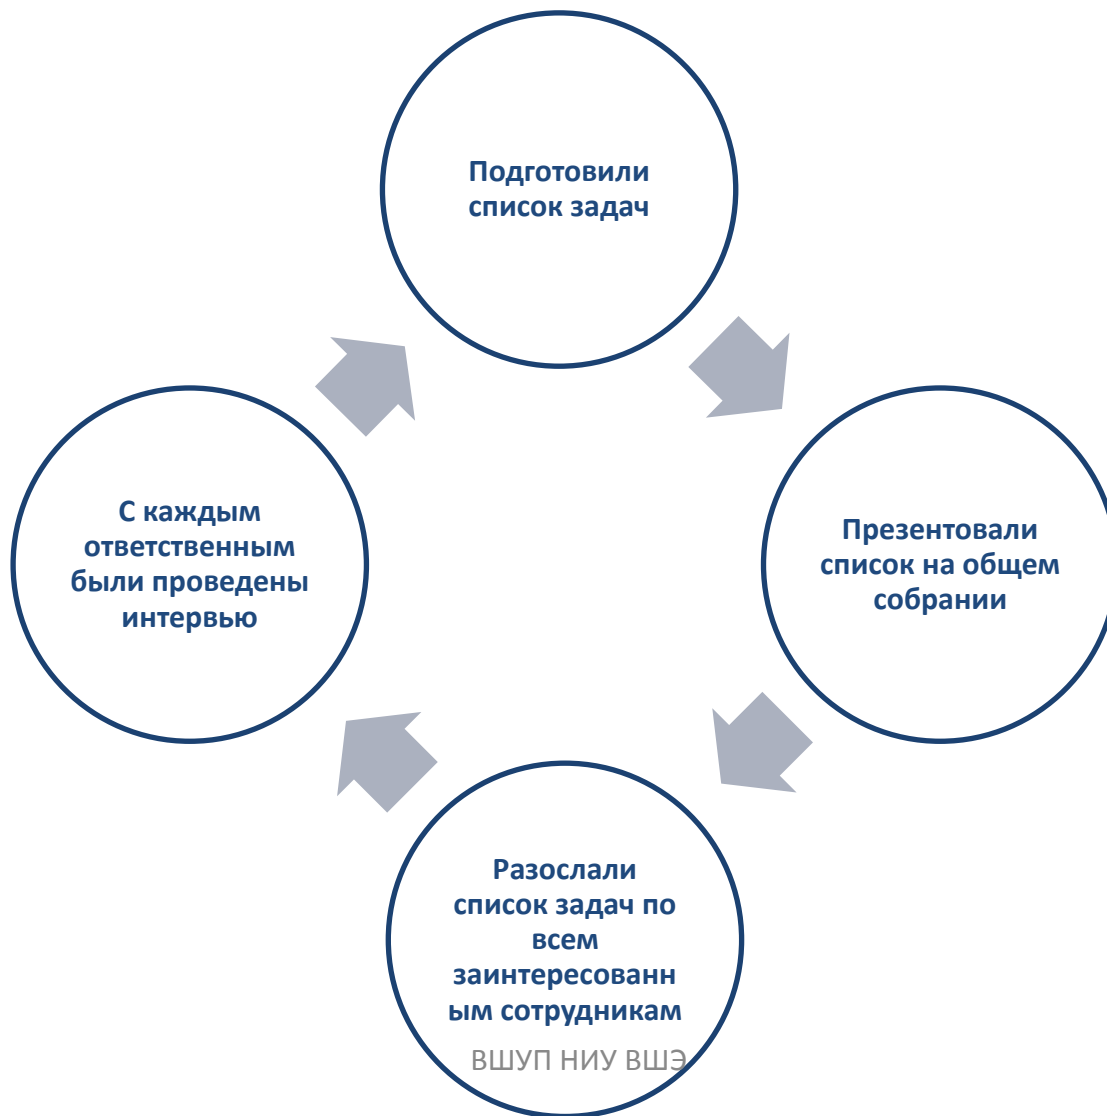 Подготовили
список задач
Презентовали
список на общем
собрании
Разослали
список задач по
всем
заинтересованн
ым сотрудникам
С каждым
ответственным
были проведены
интервью
ВШУП НИУ ВШЭ